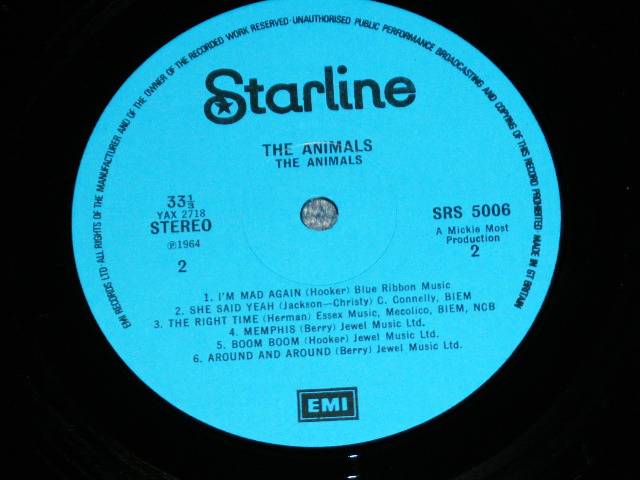 EMI RECORDS LTD·ALL RIGHTS OF THE MANUFACTURER AND OF THE OWNER OF THE RECORDED WORK RESERVED·UNAUTHORISED PUBLIC PERFORMANCE BROADCASTING AND COPYING OF THIS RECORD PROHIBITED·MADE IN GT BRITAIN
Starline
THE ANIMALS
THE ANIMALS
33⅓
YAX 2718
STEREO
℗1964
2
SRS 5006
A Mickie Most
Production
2
1. I'M MAD AGAIN (Hooker) Blue Ribbon Music
2. SHE SAID YEAH (Jackson—Christy) C. Connelly, BIEM
3. THE RIGHT TIME (Herman) Essex Music, Mecolico, BIEM, NCB
4. MEMPHIS (Berry) Jewel Music Ltd.
5. BOOM BOOM (Hooker) Jewel Music Ltd.
6. AROUND AND AROUND (Berry) Jewel Music Ltd.
EMI